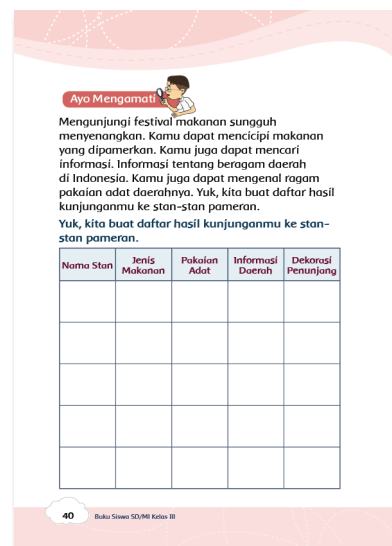 Ayo Mengamati
Mengunjungi festival makanan sungguh
menyenangkan. Kamu dapat mencicipi makanan
yang dipamerkan. Kamu juga dapat mencari
informasi. Informasi tentang beragam daerah
di Indonesia. Kamu juga dapat mengenal ragam
pakaian adat daerahnya. Yuk, kita buat daftar hasil
kunjunganmu ke stan-stan pameran.
Yuk, kita buat daftar hasil kunjunganmu ke stan-
stan pameran.
Nama Stan
Jenis
Makanan
Pakaian
Adat
Informasi
Daerah
Dekorasi
Penunjang
40
Buku Siswa SD/MI Kelas III